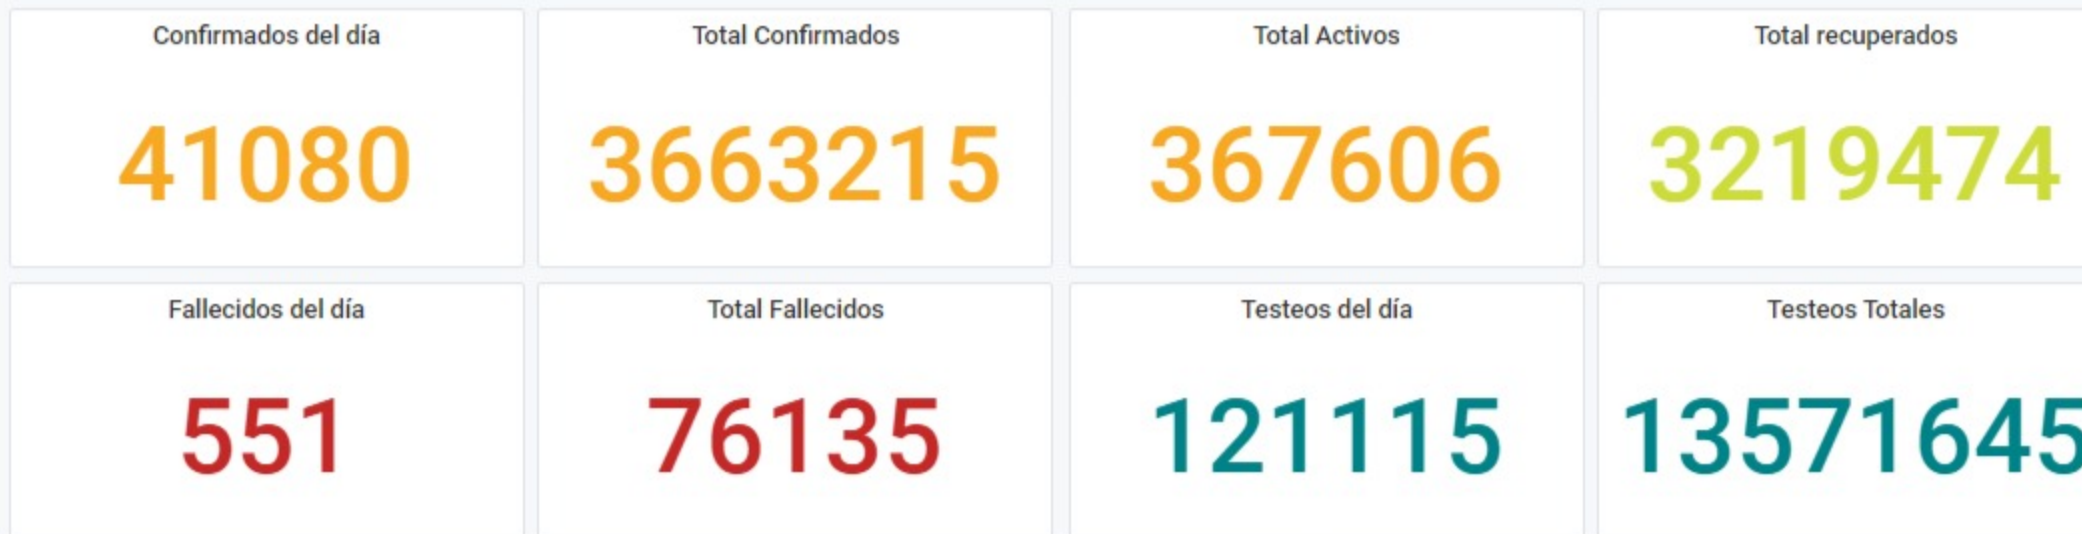 Confirmados del día
Total Confirmados
Total Activos
Total recuperados
41080
3663215
367606
3219474
Fallecidos del día
Total Fallecidos
Testeos del día
Testeos Totales
551
76135
121115
13571645